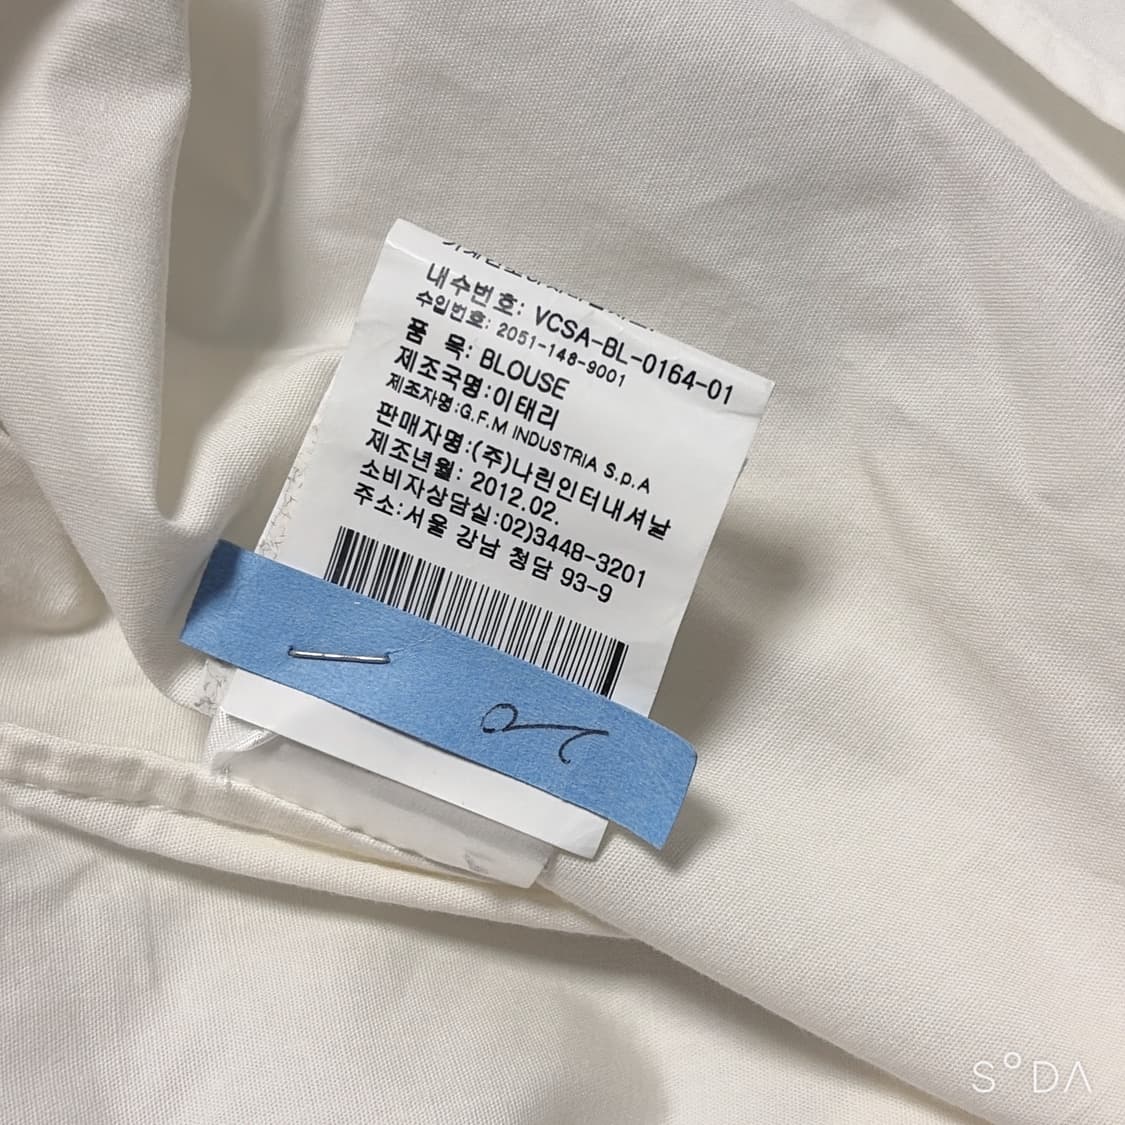 내수번호: VCSA-BL-0164-01
수입번호: 2051-148-9001
품 목: BLOUSE
제조국명:이태리
제조자명:G.F.M INDUSTRIA S.p.A
판매자명:(주)나린인터내셔날
제조년월: 2012.02.
소비자상담실:02)3448-3201
주소:서울 강남 청담 93-9
SODA